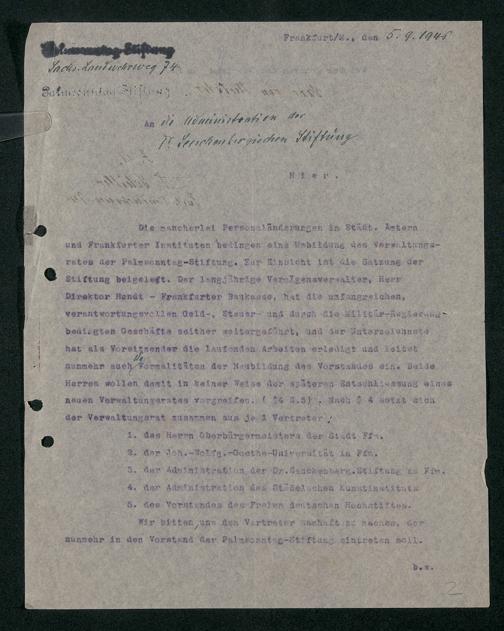 Frankfurt/M., den 5.9.1945
Palmsonntag-Stiftung
Sachs. Landwehrweg 74
Palmsonntag-Stiftung
An die Administration der
Dr. Senckenbergischen Stiftung
Hier.
Die mancherlei Personaländerungen in Städt. Ämtern
und Frankfurter Instituten bedingen eine Umbildung des Verwaltungs-
rates der Palmsonntag-Stiftung. Zur Einsicht ist die Satzung der
Stiftung beigelegt. Der langjährige Vermögensverwalter, Herr
Direktor Hundt - Frankfurter Baukasse, hat die umfangreichen,
verantwortungsvollen Geld-, Steuer- und durch die Militär-Regierung
bedingten Geschäfte seither weitergeführt, und der Unterzeichnete
hat als Vorsitzender die laufenden Arbeiten erledigt und leitet
nunmehr auch die Formalitäten der Neubildung des Vorstandes ein. Beide
Herren wollen damit in keiner Weise der späteren Entschliessung eines
neuen Verwaltungsrates vorgreifen. ( §4 Z.3) . Nach § 4 setzt sich
der Verwaltungsrat zusammen aus je 1 Vertreter :
1. des Herrn Oberbürgermeisters der Stadt Ffm.
2. der Joh.-Wolfg.-Goethe-Universität in Ffm.
3. der Administration der Dr.Senckenberg.Stiftung in Ffm.
4. der Administration des Städelschen Kunstinstituts
5. des Vorstandes des Freien deutschen Hochstiftes.
Wir bitten uns den Vertreter namhaft zu machen, der
nunmehr in den Vorstand der Palmsonntag-Stiftung eintreten soll.
b.w.
2